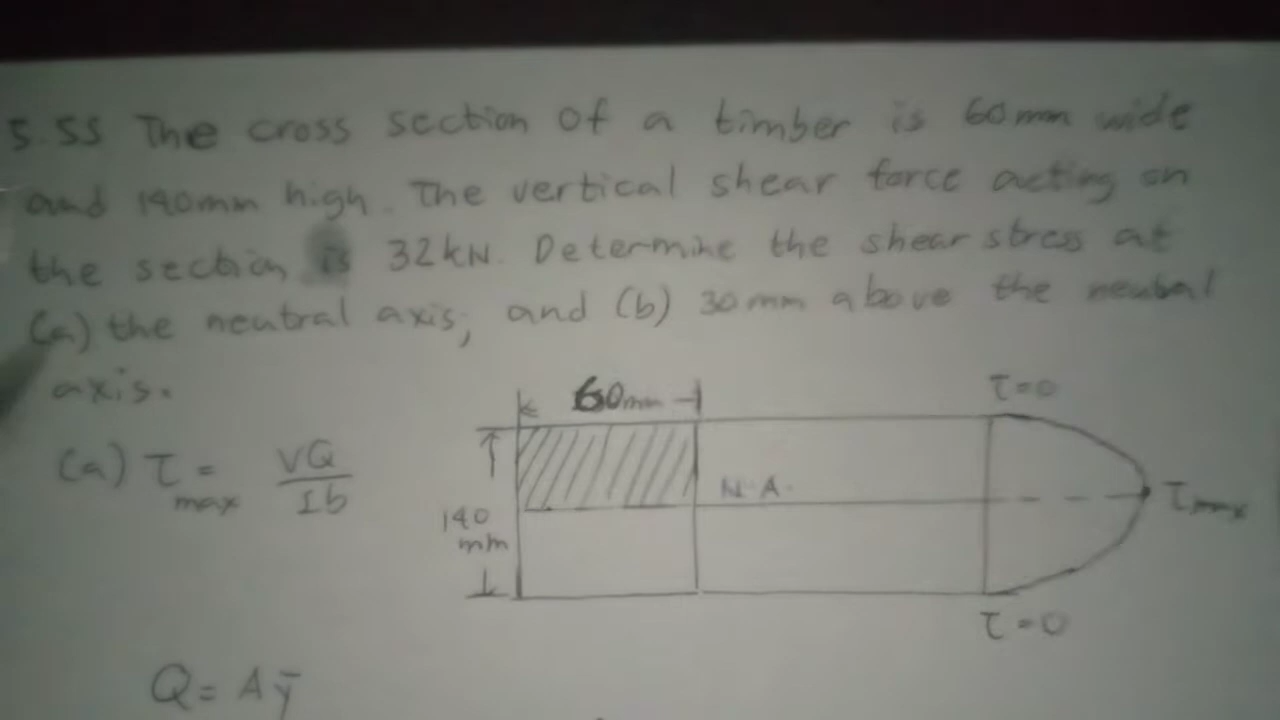 5.55 The cross section of a timber is 60mm wide
and 140mm high. The vertical shear force acting on
the section is 32kN. Determine the shear stress at
(a) the neutral axis, and (b) 30mm above the neutral
axis.
τ=0
60mm
(a) τmax = VQ
Ib
N.A.
τmax
140
mm
τ=0
Q = Aȳ